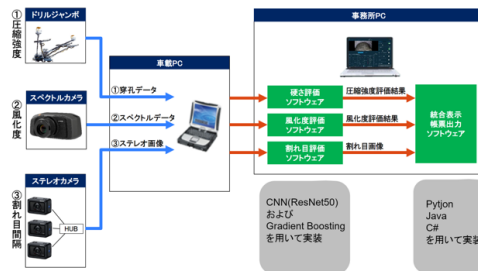 ①圧縮強度
ドリルジャンボ
②風化度
スペクトルカメラ
③割れ目間隔
ステレオカメラ
HUB
車載PC
①穿孔データ
②スペクトルデータ
③ステレオ画像
事務所PC
硬さ評価
ソフトウェア
圧縮強度評価結果
風化度評価
ソフトウェア
風化度評価結果
割れ目評価
ソフトウェア
割れ目画像
統合表示
帳票出力
ソフトウェア
CNN(ResNet50)
および
Gradient Boosting
を用いて実装
Pytjon
Java
C#
を用いて実装